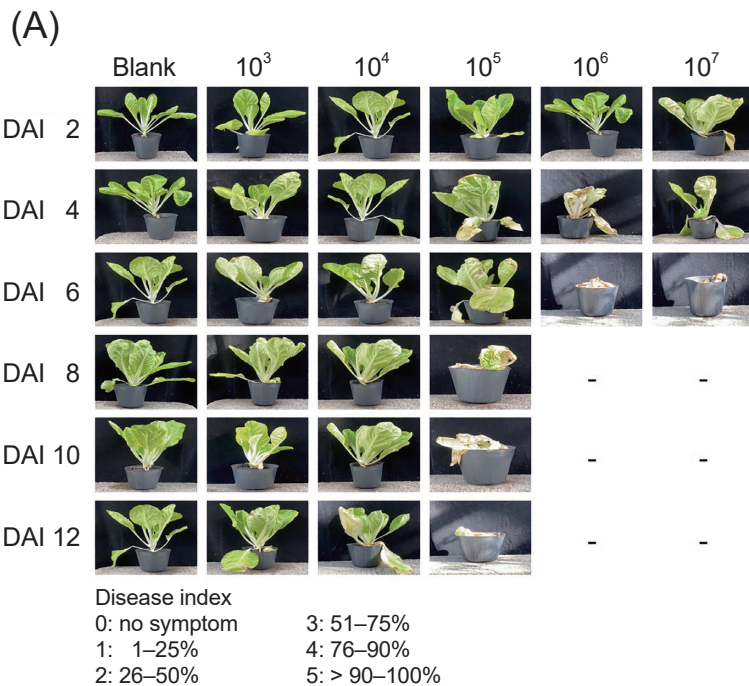 (A)
Blank 10³ 10⁴ 10⁵ 10⁶ 10⁷
DAI 2
DAI 4
DAI 6
DAI 8 - -
DAI 10 - -
DAI 12 - -
Disease index
0: no symptom 3: 51–75%
1: 1–25% 4: 76–90%
2: 26–50% 5: > 90–100%